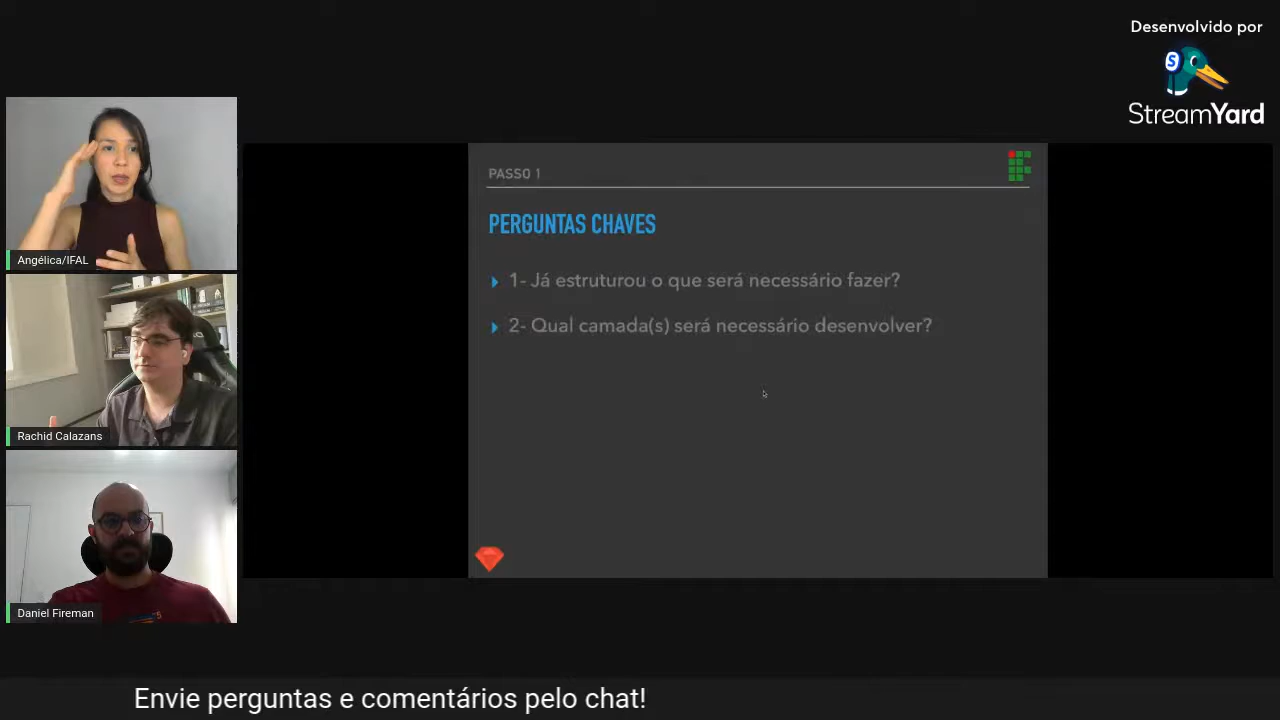 Desenvolvido por
S
StreamYard
Angélica/IFAL
Rachid Calazans
Daniel Fireman
PASSO 1
PERGUNTAS CHAVES
1- Já estruturou o que será necessário fazer?
2- Qual camada(s) será necessário desenvolver?
Envie perguntas e comentários pelo chat!